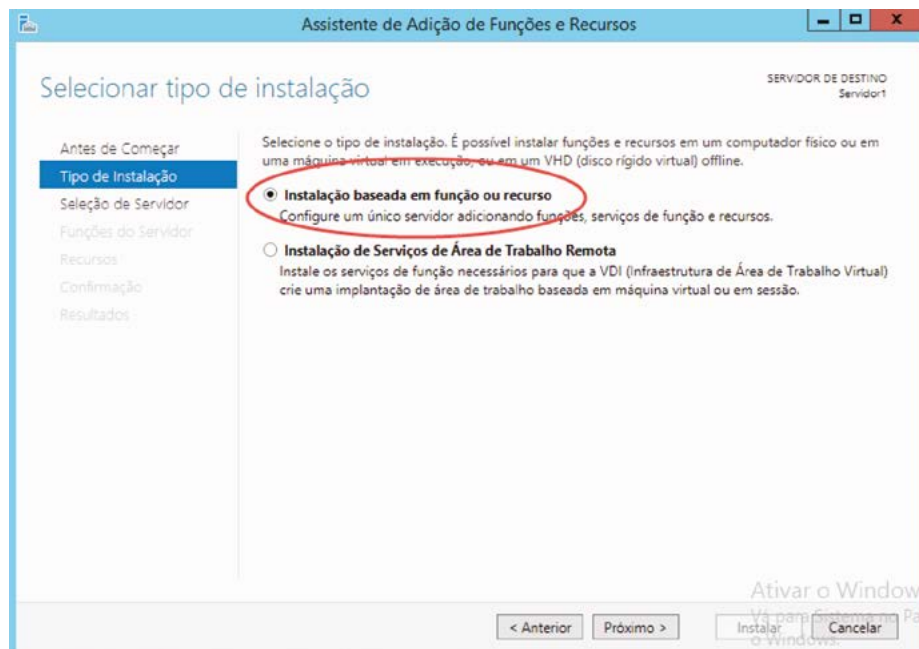 Assistente de Adição de Funções e Recursos
Selecionar tipo de instalação
SERVIDOR DE DESTINO
Servidor1
Antes de Começar
Tipo de Instalação
Seleção de Servidor
Funções do Servidor
Recursos
Confirmação
Resultados
Selecione o tipo de instalação. É possível instalar funções e recursos em um computador físico ou em
uma máquina virtual em execução, ou em um VHD (disco rígido virtual) offline.
Instalação baseada em função ou recurso
Configure um único servidor adicionando funções, serviços de função e recursos.
Instalação de Serviços de Área de Trabalho Remota
Instale os serviços de função necessários para que a VDI (Infraestrutura de Área de Trabalho Virtual)
crie uma implantação de área de trabalho baseada em máquina virtual ou em sessão.
Ativar o Window
Vá para Sistema no Pa
o Windows.
< Anterior
Próximo >
Instalar
Cancelar